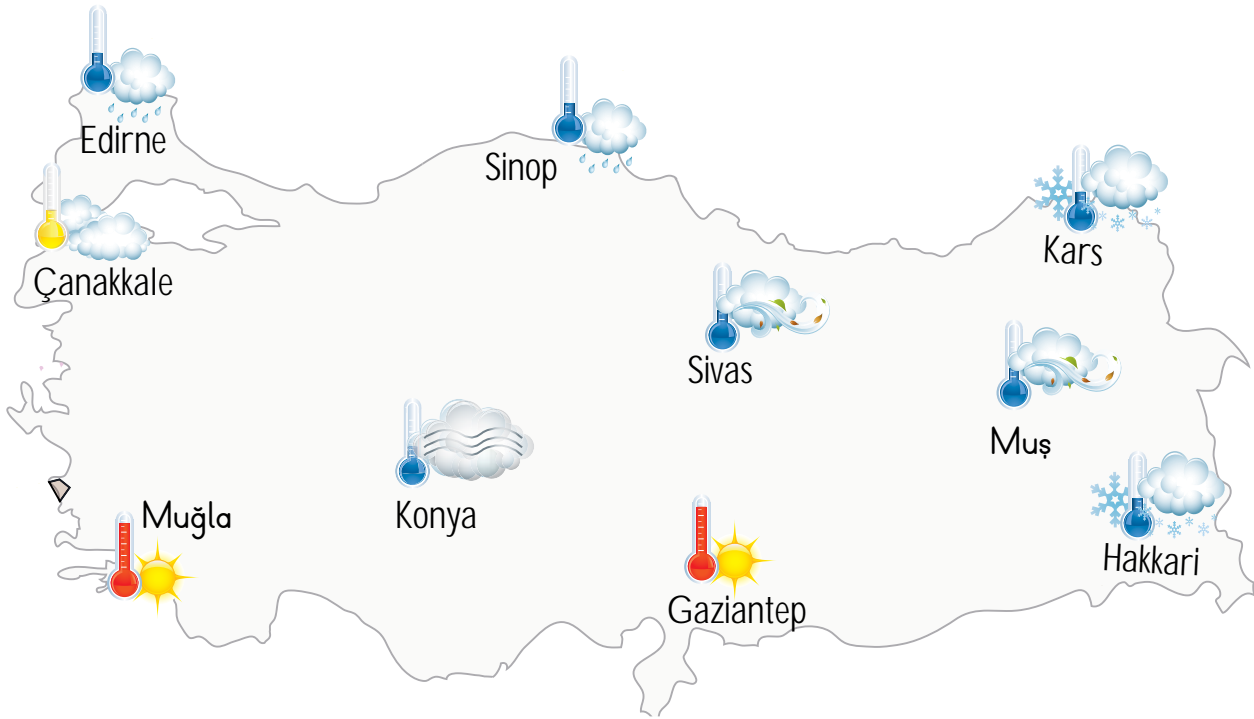 Edirne
Sinop
Kars
Çanakkale
Sivas
Muş
Muğla
Konya
Hakkari
Gaziantep